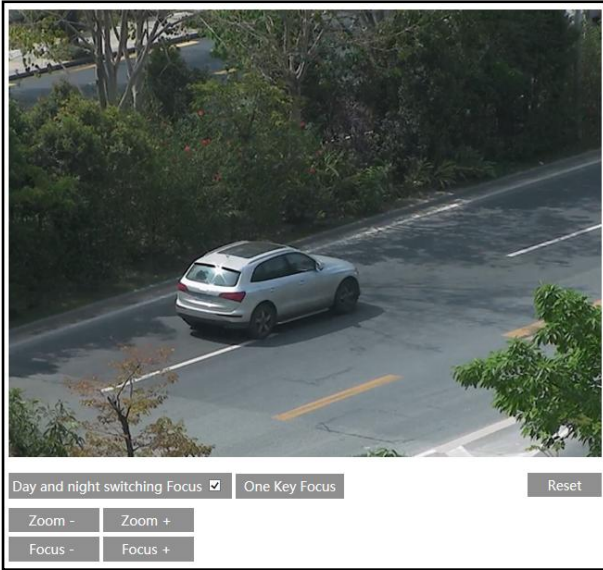 Day and night switching Focus One Key Focus Reset
Zoom - Zoom +
Focus - Focus +